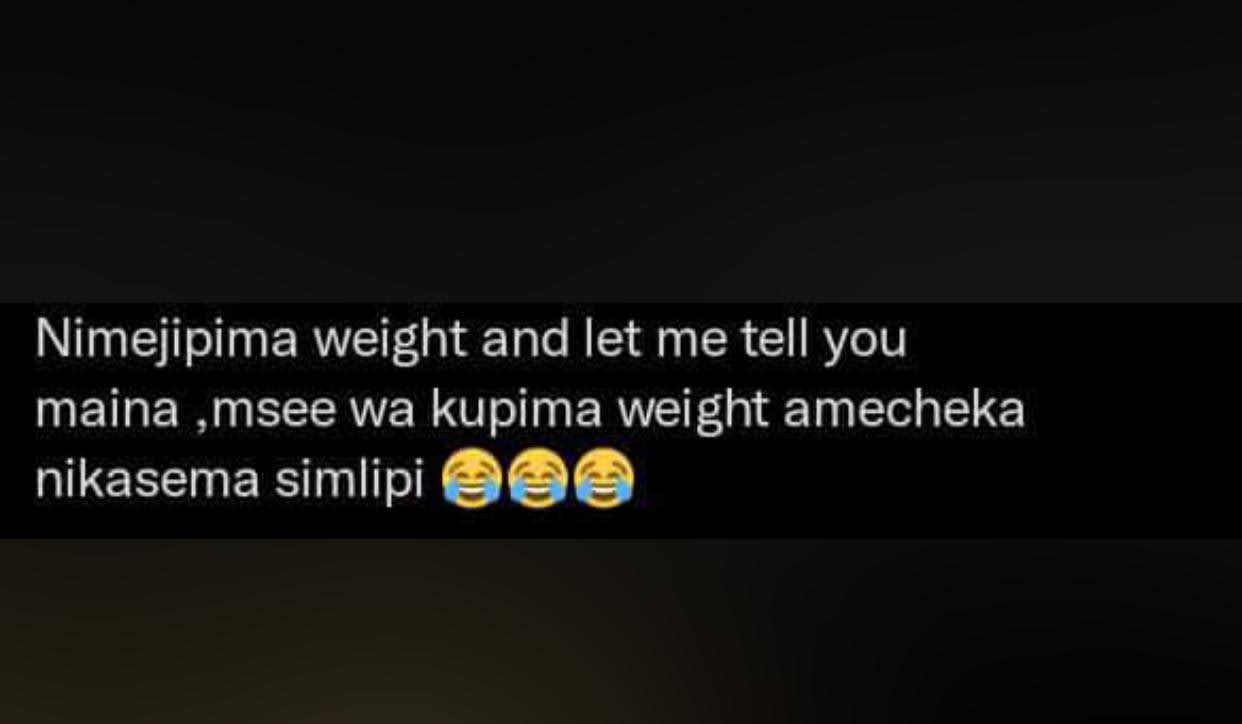 Nimejipima weight and let me tell you
maina ,msee wa kupima weight amecheka
nikasema simlipi 😂😂😂